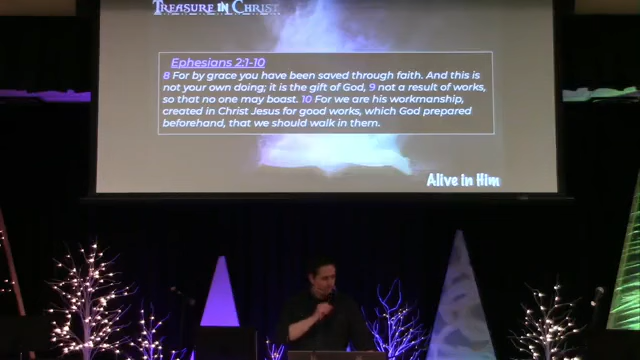 TREASURE IN CHRIST
Ephesians 2:1-10
8 For by grace you have been saved through faith. And this is
not your own doing; it is the gift of God, 9 not a result of works,
so that no one may boast. 10 For we are his workmanship,
created in Christ Jesus for good works, which God prepared
beforehand, that we should walk in them.
Alive in Him